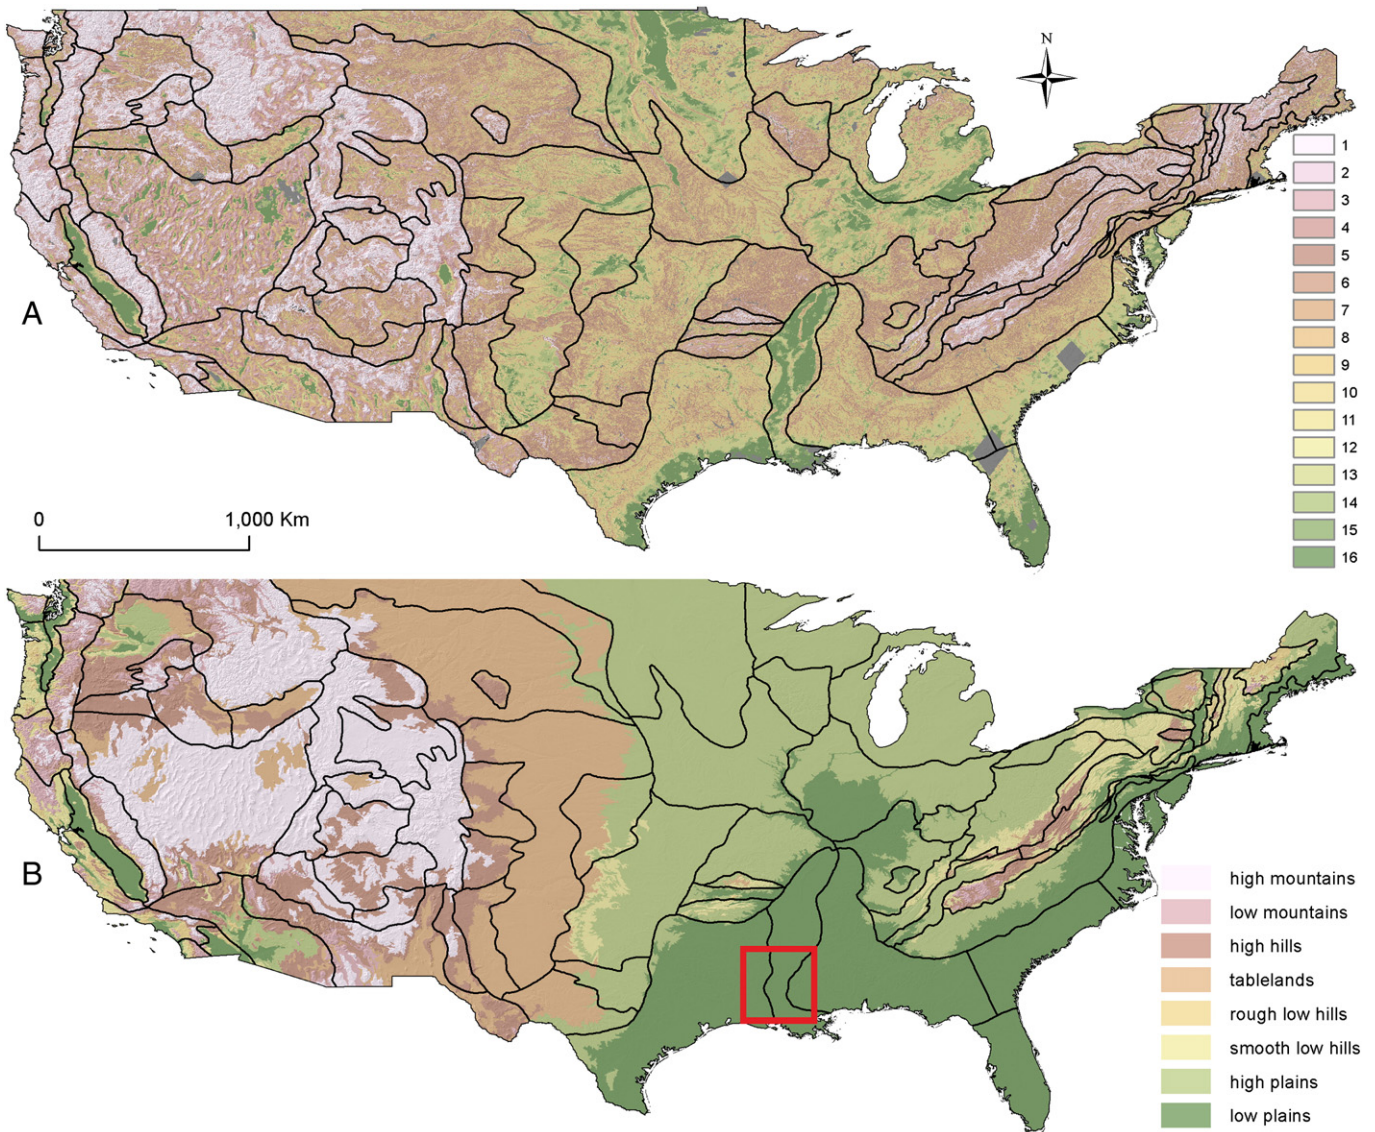 N
1
2
3
4
5
6
7
8
9
10
11
12
13
14
15
16
A
0 1,000 Km
B
high mountains
low mountains
high hills
tablelands
rough low hills
smooth low hills
high plains
low plains